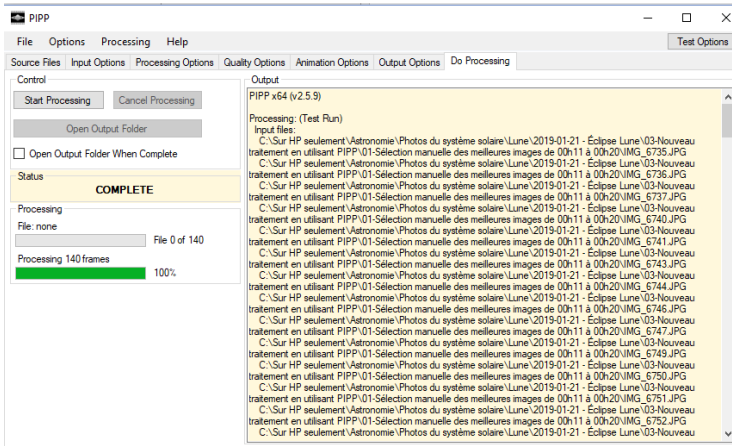 PIPP
File Options Processing Help
Test Options
Source Files Input Options Processing Options Quality Options Animation Options Output Options Do Processing
Control
Start Processing Cancel Processing
Open Output Folder
Open Output Folder When Complete
Status
COMPLETE
Processing
File: none
File 0 of 140
Processing 140 frames
100%
Output
PIPP x64 (v2.5.9)
Processing: (Test Run)
Input files:
C:\Sur HP seulement\Astronomie\Photos du système solaire\Lune\2019-01-21 - Éclipse Lune\03-Nouveau
traitement en utilisant PIPP\01-Sélection manuelle des meilleures images de 00h11 à 00h20\IMG_6735.JPG
C:\Sur HP seulement\Astronomie\Photos du système solaire\Lune\2019-01-21 - Éclipse Lune\03-Nouveau
traitement en utilisant PIPP\01-Sélection manuelle des meilleures images de 00h11 à 00h20\IMG_6736.JPG
C:\Sur HP seulement\Astronomie\Photos du système solaire\Lune\2019-01-21 - Éclipse Lune\03-Nouveau
traitement en utilisant PIPP\01-Sélection manuelle des meilleures images de 00h11 à 00h20\IMG_6737.JPG
C:\Sur HP seulement\Astronomie\Photos du système solaire\Lune\2019-01-21 - Éclipse Lune\03-Nouveau
traitement en utilisant PIPP\01-Sélection manuelle des meilleures images de 00h11 à 00h20\IMG_6740.JPG
C:\Sur HP seulement\Astronomie\Photos du système solaire\Lune\2019-01-21 - Éclipse Lune\03-Nouveau
traitement en utilisant PIPP\01-Sélection manuelle des meilleures images de 00h11 à 00h20\IMG_6741.JPG
C:\Sur HP seulement\Astronomie\Photos du système solaire\Lune\2019-01-21 - Éclipse Lune\03-Nouveau
traitement en utilisant PIPP\01-Sélection manuelle des meilleures images de 00h11 à 00h20\IMG_6743.JPG
C:\Sur HP seulement\Astronomie\Photos du système solaire\Lune\2019-01-21 - Éclipse Lune\03-Nouveau
traitement en utilisant PIPP\01-Sélection manuelle des meilleures images de 00h11 à 00h20\IMG_6744.JPG
C:\Sur HP seulement\Astronomie\Photos du système solaire\Lune\2019-01-21 - Éclipse Lune\03-Nouveau
traitement en utilisant PIPP\01-Sélection manuelle des meilleures images de 00h11 à 00h20\IMG_6746.JPG
C:\Sur HP seulement\Astronomie\Photos du système solaire\Lune\2019-01-21 - Éclipse Lune\03-Nouveau
traitement en utilisant PIPP\01-Sélection manuelle des meilleures images de 00h11 à 00h20\IMG_6747.JPG
C:\Sur HP seulement\Astronomie\Photos du système solaire\Lune\2019-01-21 - Éclipse Lune\03-Nouveau
traitement en utilisant PIPP\01-Sélection manuelle des meilleures images de 00h11 à 00h20\IMG_6749.JPG
C:\Sur HP seulement\Astronomie\Photos du système solaire\Lune\2019-01-21 - Éclipse Lune\03-Nouveau
traitement en utilisant PIPP\01-Sélection manuelle des meilleures images de 00h11 à 00h20\IMG_6750.JPG
C:\Sur HP seulement\Astronomie\Photos du système solaire\Lune\2019-01-21 - Éclipse Lune\03-Nouveau
traitement en utilisant PIPP\01-Sélection manuelle des meilleures images de 00h11 à 00h20\IMG_6751.JPG
C:\Sur HP seulement\Astronomie\Photos du système solaire\Lune\2019-01-21 - Éclipse Lune\03-Nouveau
traitement en utilisant PIPP\01-Sélection manuelle des meilleures images de 00h11 à 00h20\IMG_6752.JPG
C:\Sur HP seulement\Astronomie\Photos du système solaire\Lune\2019-01-21 - Éclipse Lune\03-Nouveau